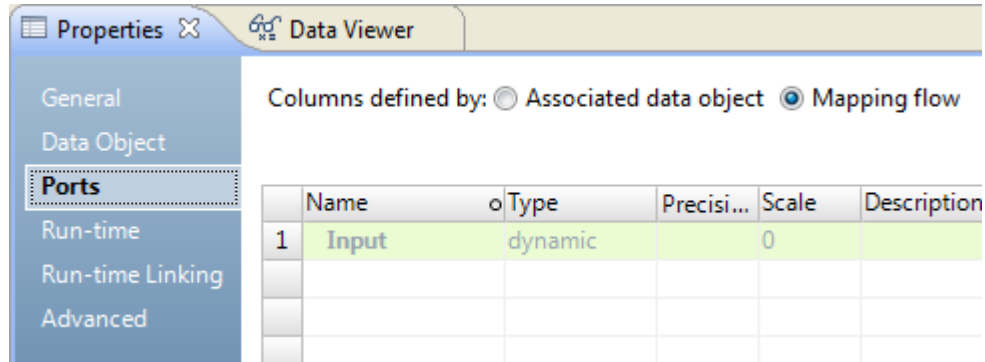 Properties Data Viewer
General
Data Object
Ports
Run-time
Run-time Linking
Advanced
Columns defined by: Associated data object Mapping flow
Name Type Precisi... Scale Description
1 Input dynamic 0